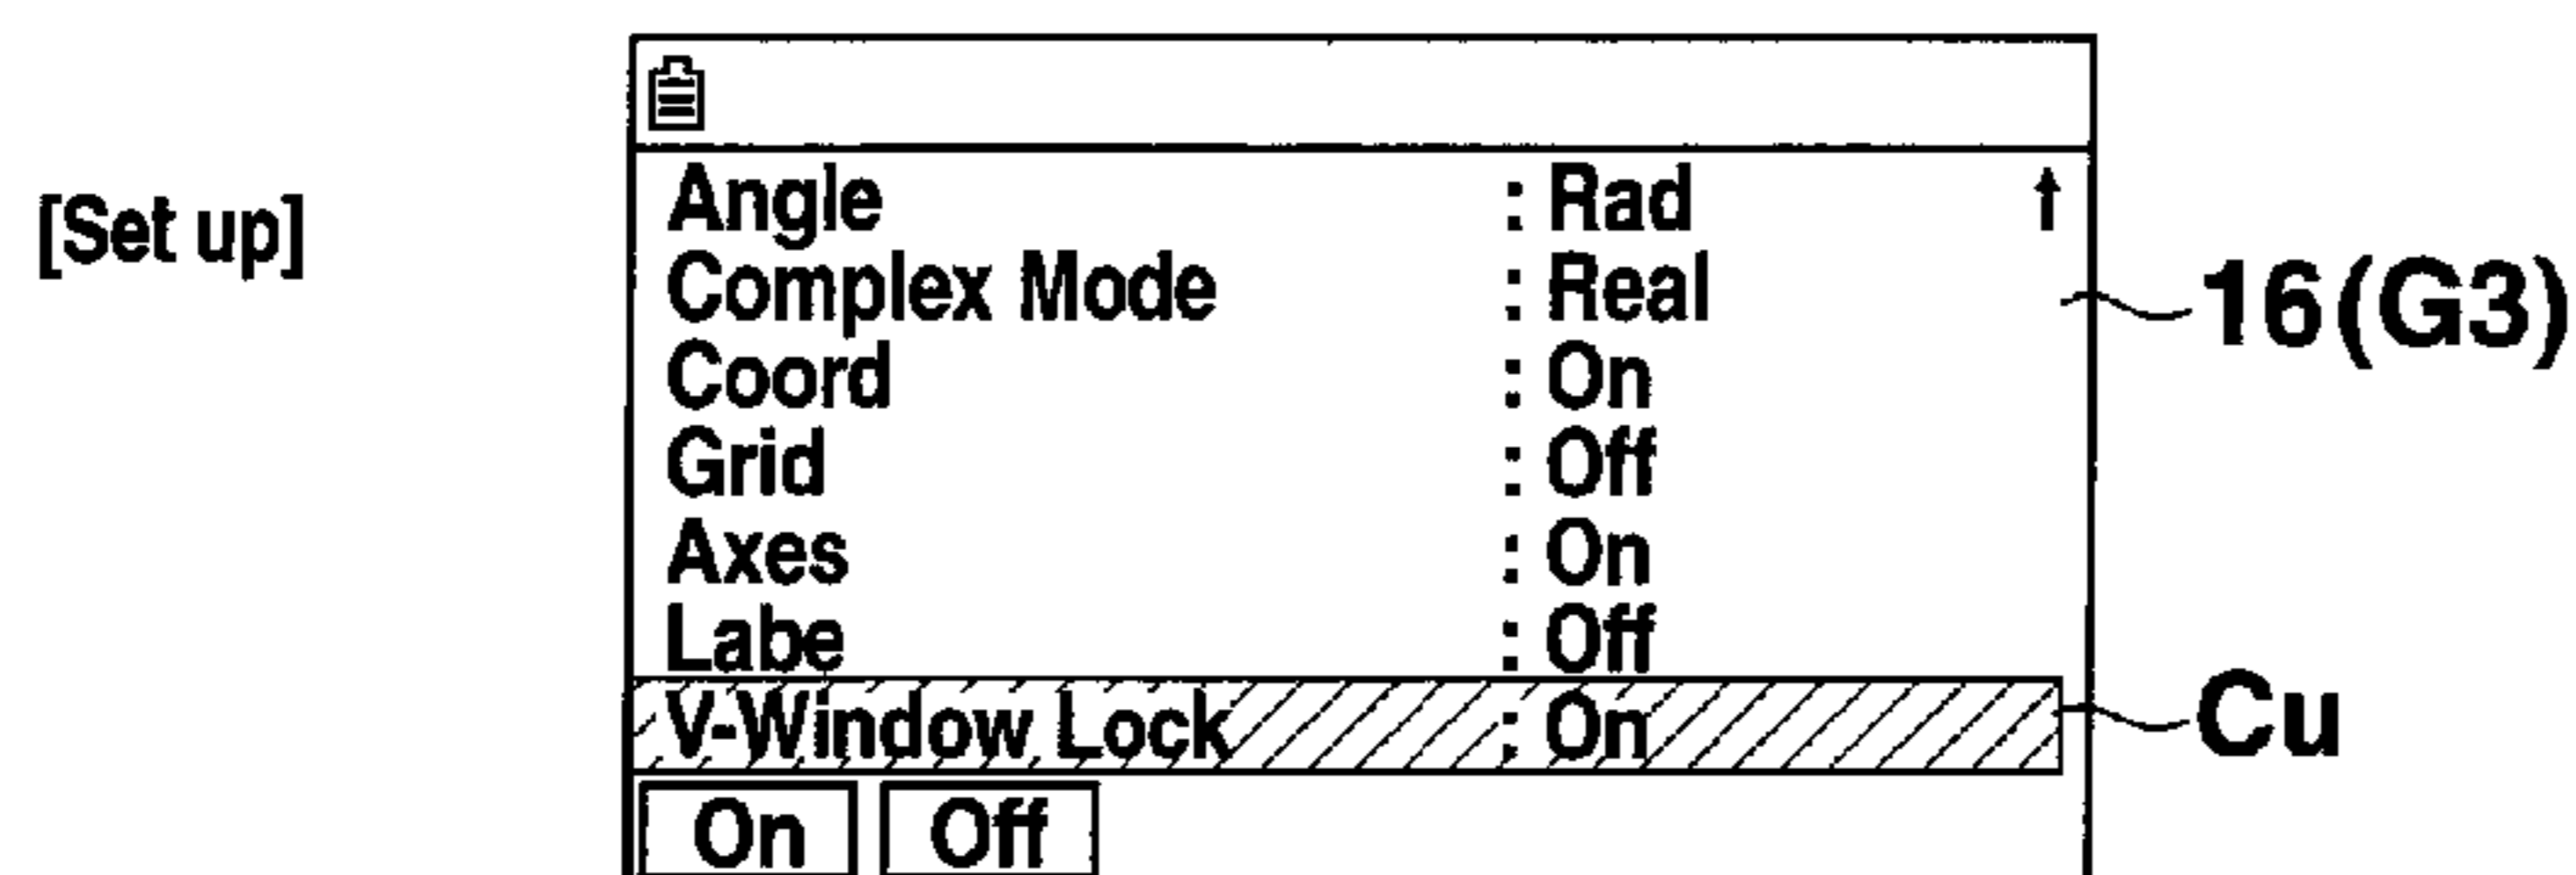 [Set up]
Angle : Rad ↑
Complex Mode : Real
16(G3)
Coord : On
Grid : Off
Axes : On
Labe : Off
V-Window Lock : On
Cu
On Off